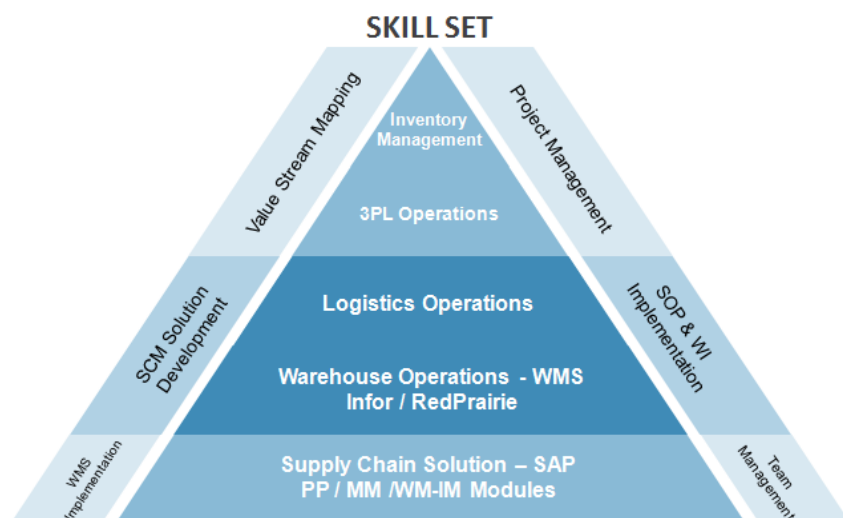 SKILL SET
Value Stream Mapping
Inventory
Management
Project Management
3PL Operations
SCM Solution
Development
Logistics Operations
SOP & WI
Implementation
Warehouse Operations - WMS
Infor / RedPrairie
WMS
Implementation
Supply Chain Solution – SAP
PP / MM /WM-IM Modules
Team
Management